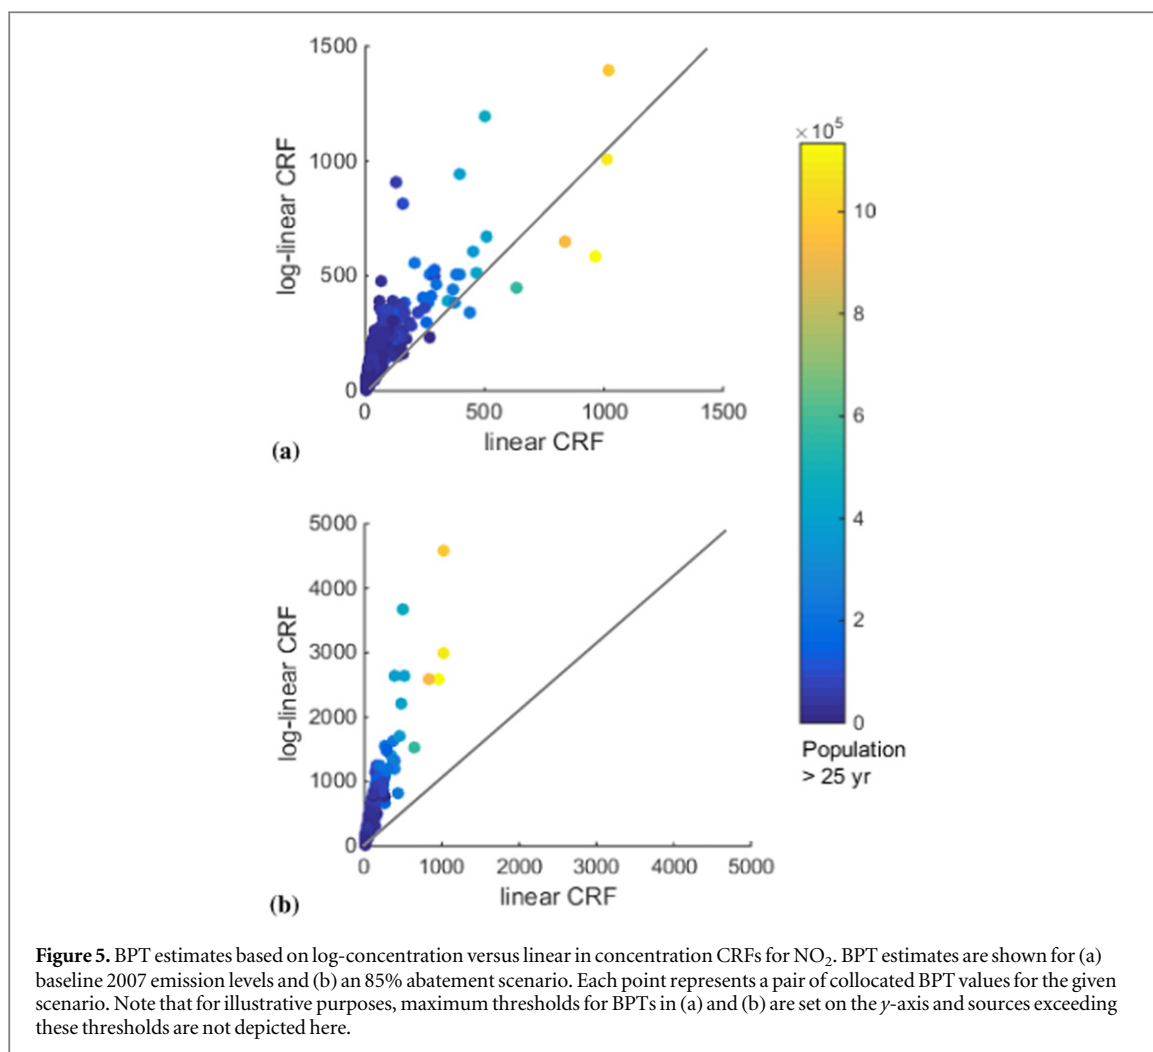 1500
1000
500
0
log-linear CRF
0 500 1000 1500
linear CRF
(a)
×10⁵
10
8
6
4
2
0
Population
> 25 yr
5000
4000
3000
2000
1000
0
log-linear CRF
0 1000 2000 3000 4000 5000
linear CRF
(b)
Figure 5. BPT estimates based on log-concentration versus linear in concentration CRFs for NO₂. BPT estimates are shown for (a)
baseline 2007 emission levels and (b) an 85% abatement scenario. Each point represents a pair of collocated BPT values for the given
scenario. Note that for illustrative purposes, maximum thresholds for BPTs in (a) and (b) are set on the y-axis and sources exceeding
these thresholds are not depicted here.